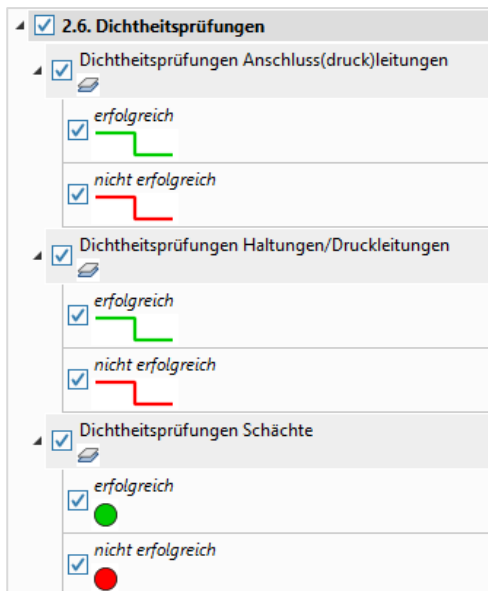 2.6. Dichtheitsprüfungen
Dichtheitsprüfungen Anschluss(druck)leitungen
erfolgreich
nicht erfolgreich
Dichtheitsprüfungen Haltungen/Druckleitungen
erfolgreich
nicht erfolgreich
Dichtheitsprüfungen Schächte
erfolgreich
nicht erfolgreich